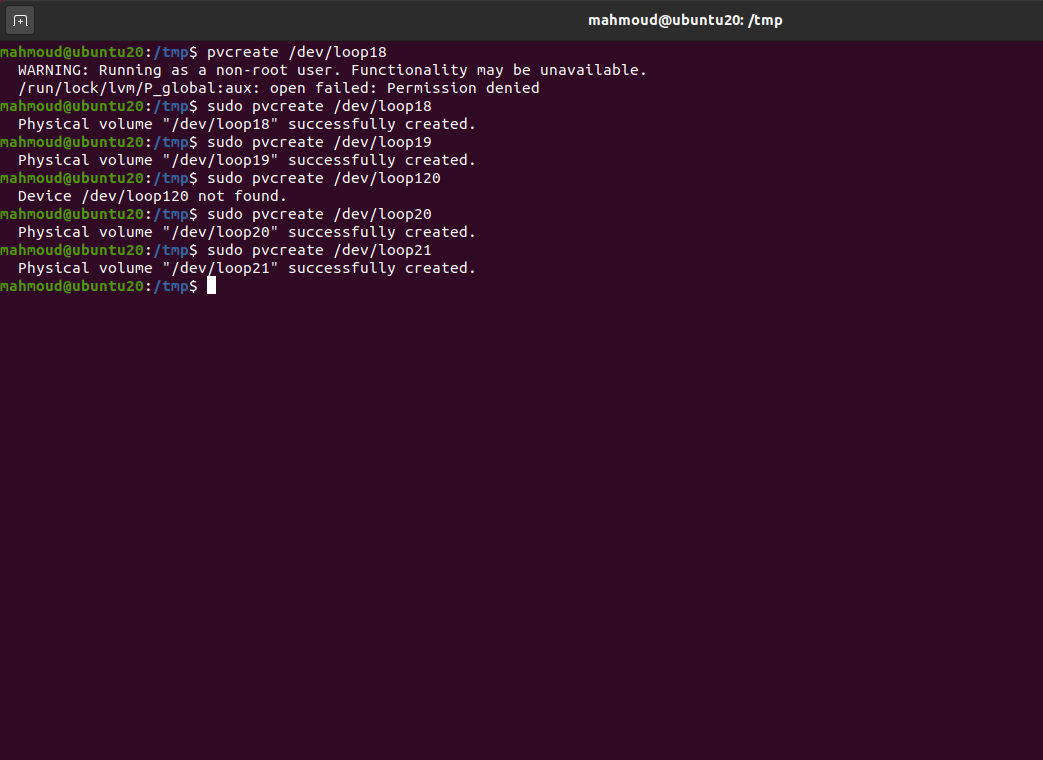 mahmoud@ubuntu20: /tmp
mahmoud@ubuntu20:/tmp$ pvcreate /dev/loop18
  WARNING: Running as a non-root user. Functionality may be unavailable.
  /run/lock/lvm/P_global:aux: open failed: Permission denied
mahmoud@ubuntu20:/tmp$ sudo pvcreate /dev/loop18
  Physical volume "/dev/loop18" successfully created.
mahmoud@ubuntu20:/tmp$ sudo pvcreate /dev/loop19
  Physical volume "/dev/loop19" successfully created.
mahmoud@ubuntu20:/tmp$ sudo pvcreate /dev/loop120
  Device /dev/loop120 not found.
mahmoud@ubuntu20:/tmp$ sudo pvcreate /dev/loop20
  Physical volume "/dev/loop20" successfully created.
mahmoud@ubuntu20:/tmp$ sudo pvcreate /dev/loop21
  Physical volume "/dev/loop21" successfully created.
mahmoud@ubuntu20:/tmp$